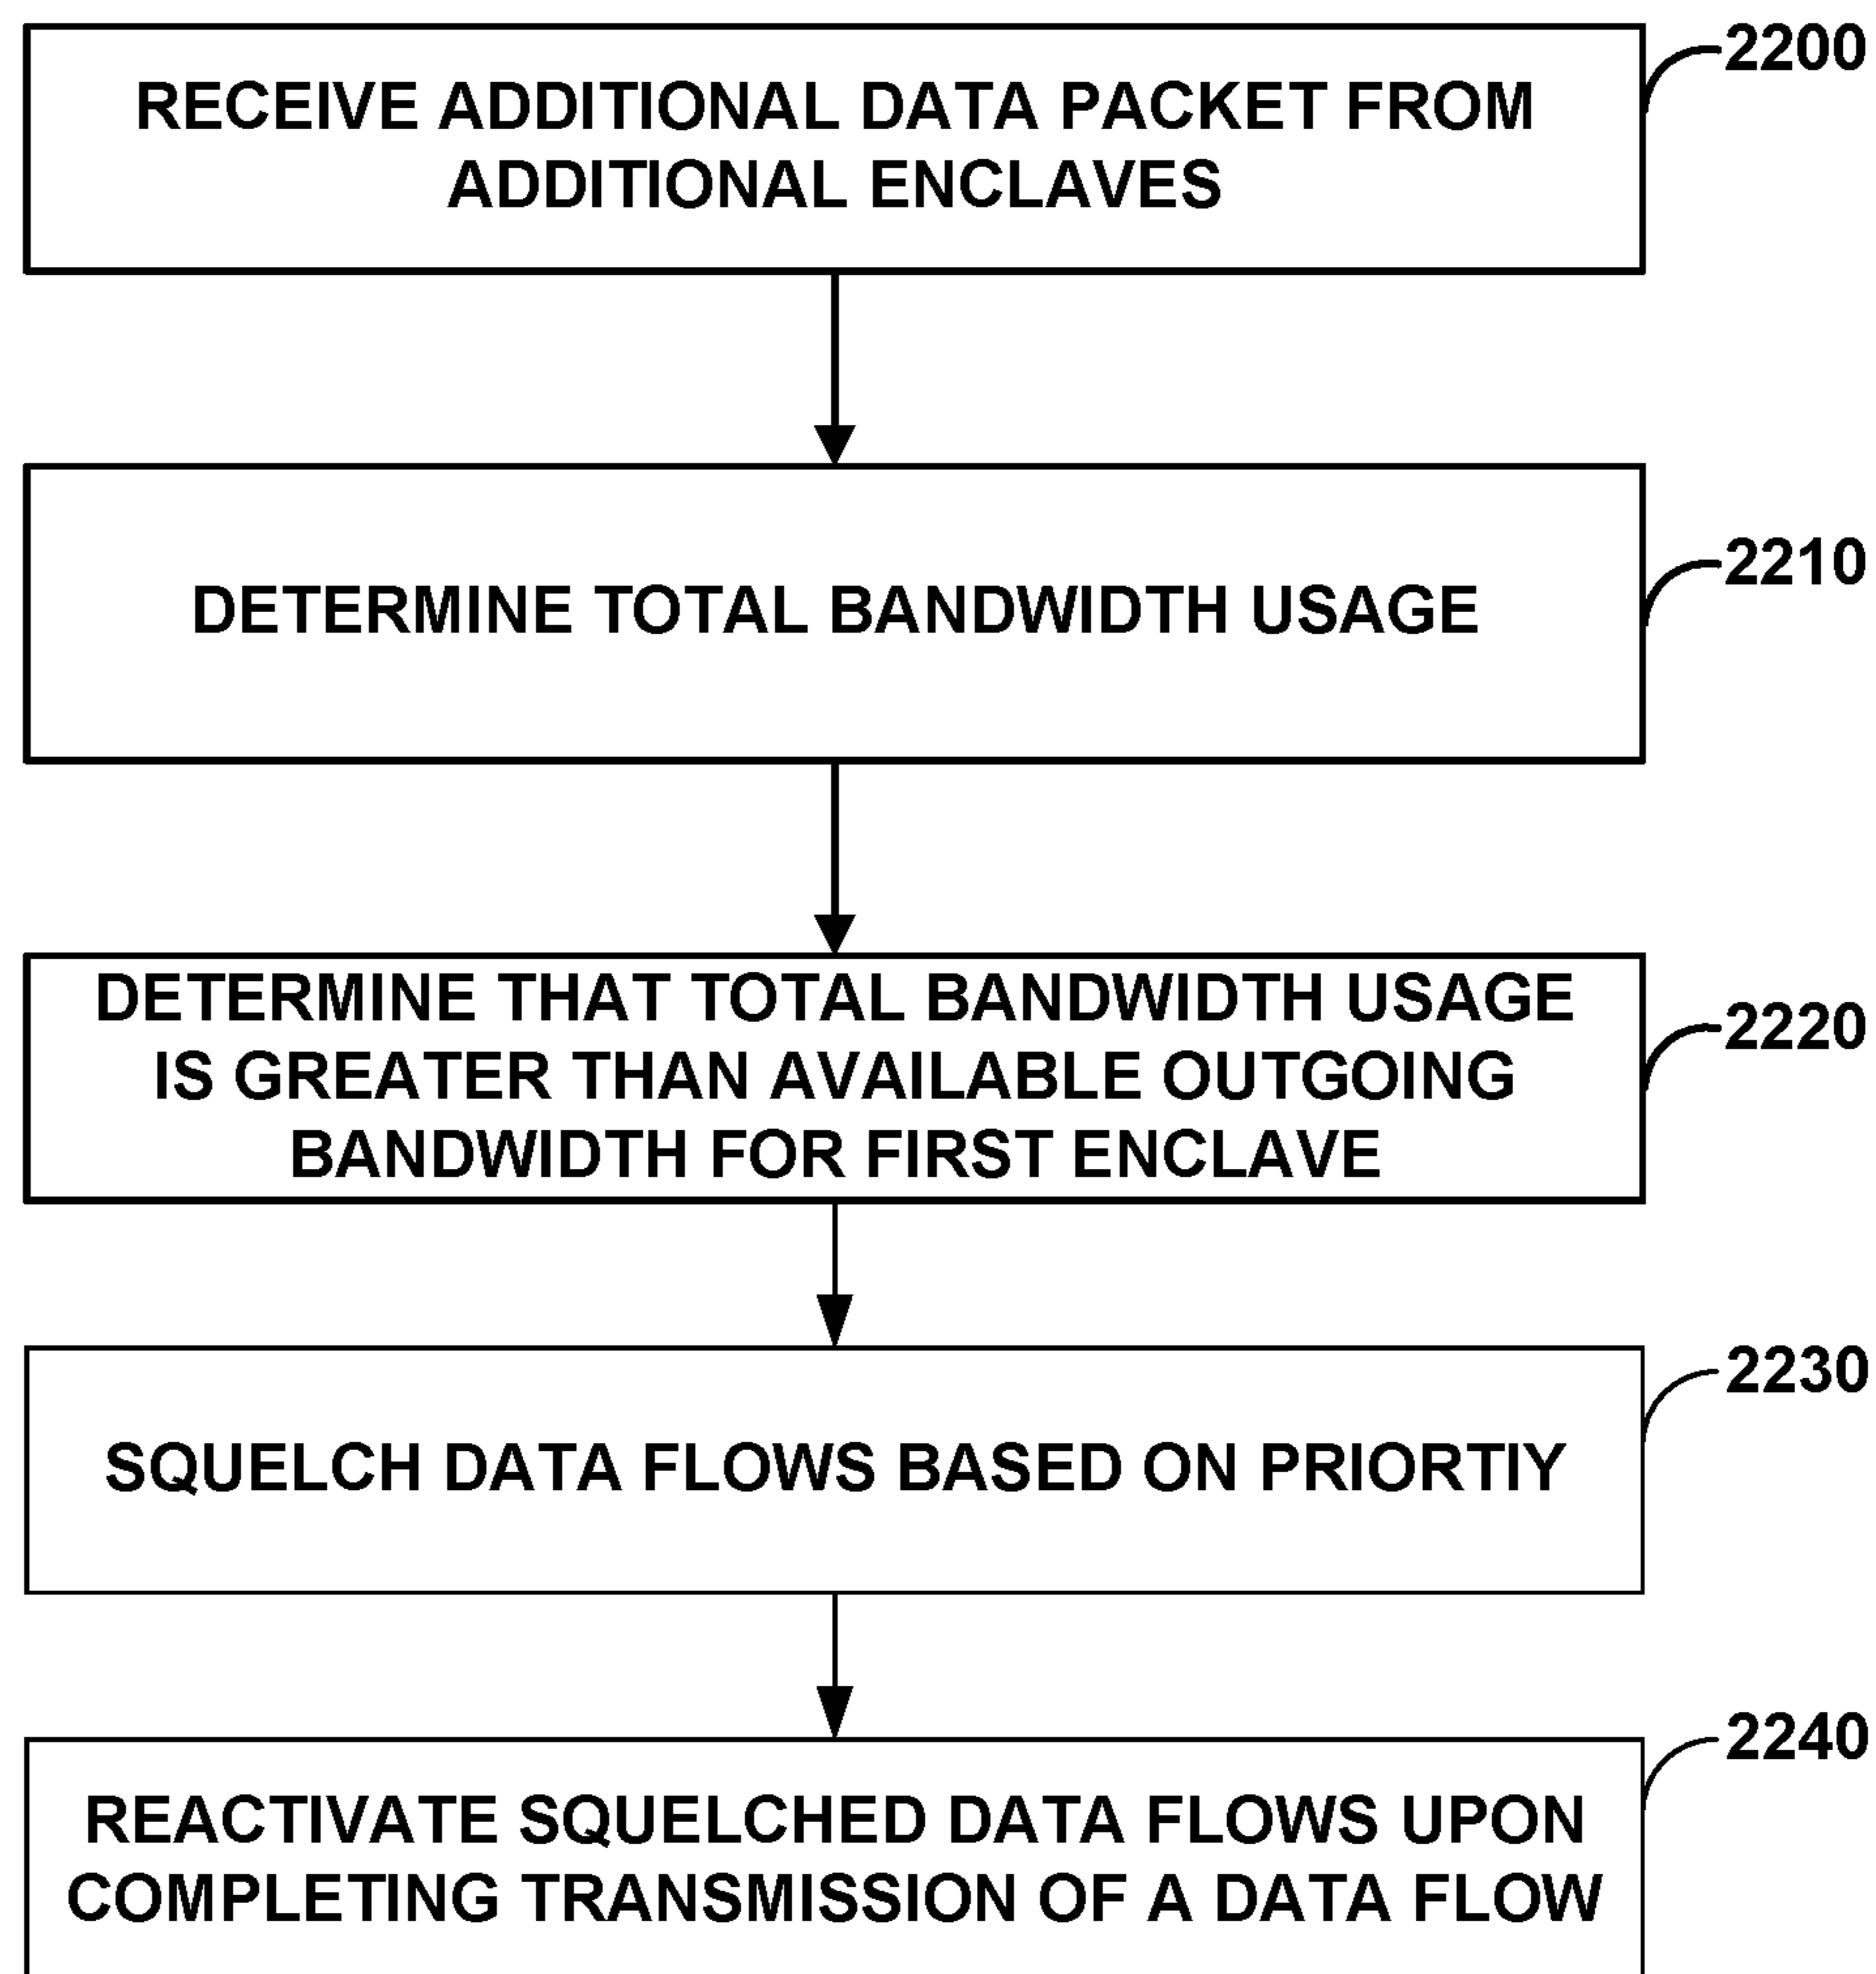 2200
RECEIVE ADDITIONAL DATA PACKET FROM
ADDITIONAL ENCLAVES
2210
DETERMINE TOTAL BANDWIDTH USAGE
2220
DETERMINE THAT TOTAL BANDWIDTH USAGE
IS GREATER THAN AVAILABLE OUTGOING
BANDWIDTH FOR FIRST ENCLAVE
2230
SQUELCH DATA FLOWS BASED ON PRIORTIY
2240
REACTIVATE SQUELCHED DATA FLOWS UPON
COMPLETING TRANSMISSION OF A DATA FLOW